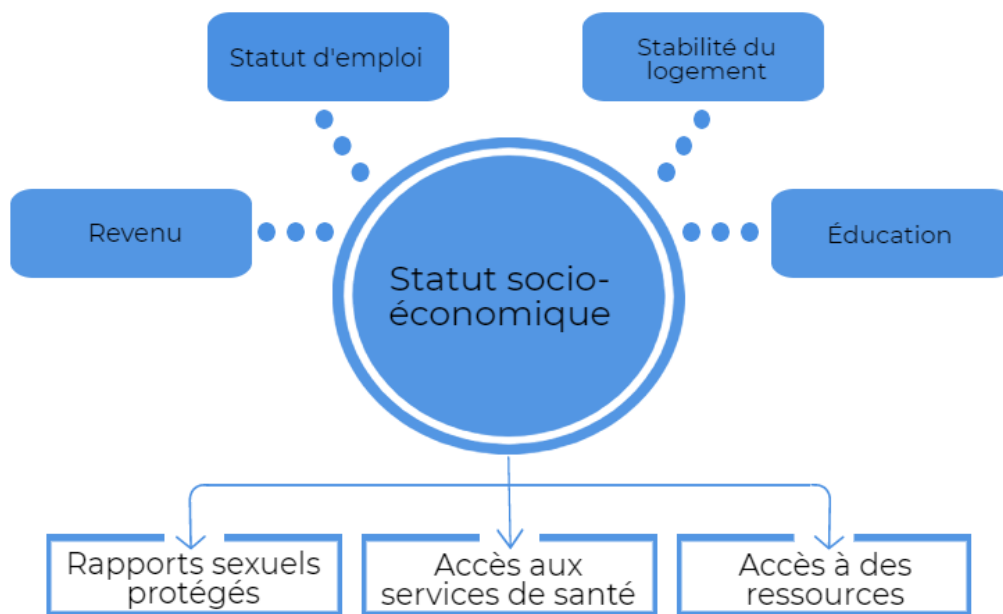 Statut d'emploi
Stabilité du
logement
Revenu
Éducation
Statut socio-
économique
Rapports sexuels
protégés
Accès aux
services de santé
Accès à des
ressources